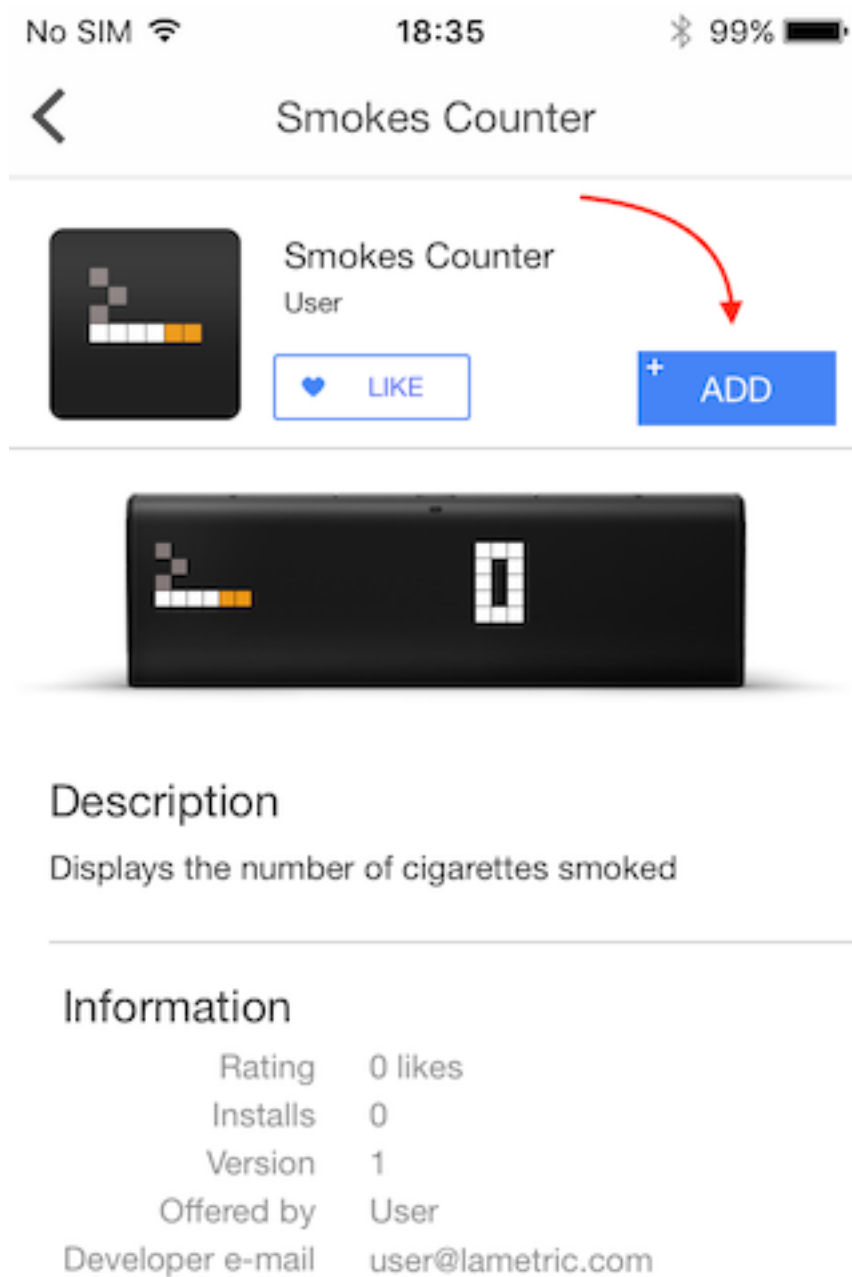 No SIM 18:35 99%
Smokes Counter
Smokes Counter
User
LIKE
+ ADD
0
Description
Displays the number of cigarettes smoked
Information
Rating 0 likes
Installs 0
Version 1
Offered by User
Developer e-mail user@lametric.com